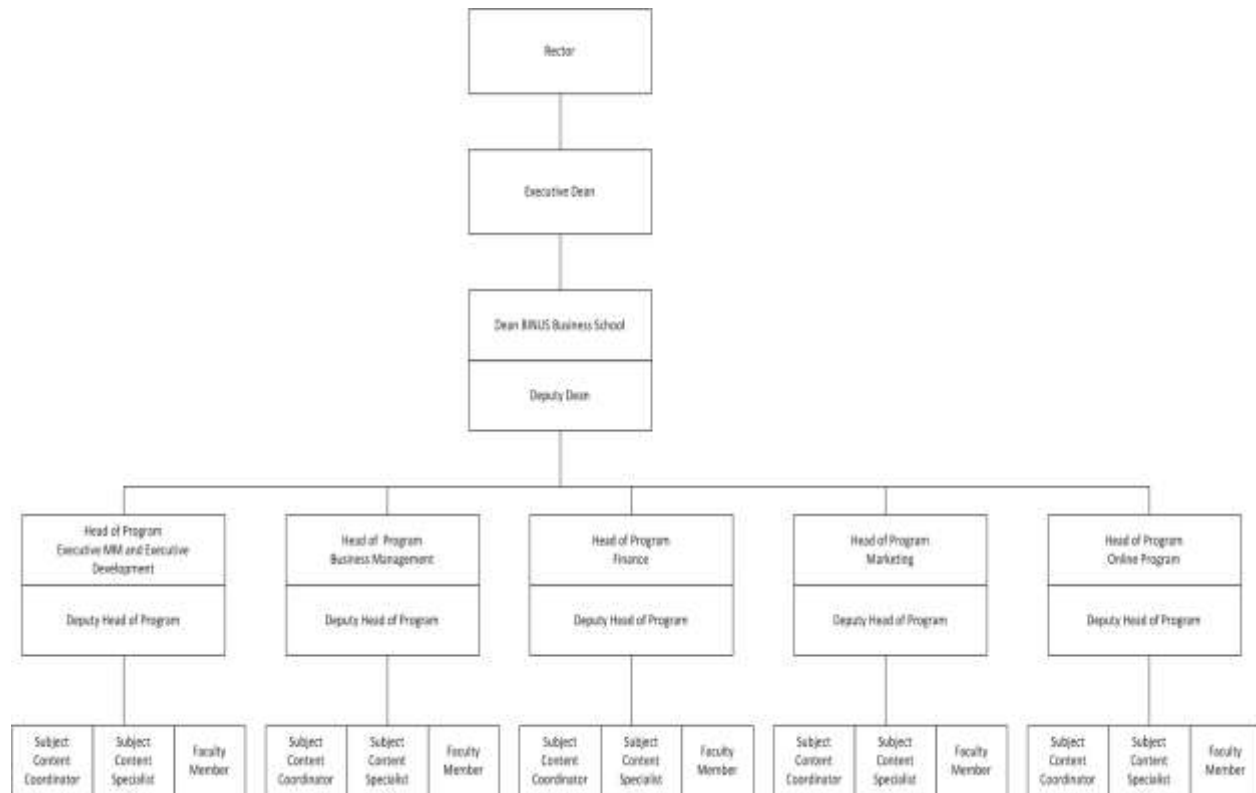 Rector
Executive Dean
Dean BINUS Business School
Deputy Dean
Head of Program
Executive MM and Executive
Development
Deputy Head of Program
Head of Program
Business Management
Deputy Head of Program
Head of Program
Finance
Deputy Head of Program
Head of Program
Marketing
Deputy Head of Program
Head of Program
Online Program
Deputy Head of Program
Subject
Content
Coordinator
Subject
Content
Specialist
Faculty
Member
Subject
Content
Coordinator
Subject
Content
Specialist
Faculty
Member
Subject
Content
Coordinator
Subject
Content
Specialist
Faculty
Member
Subject
Content
Coordinator
Subject
Content
Specialist
Faculty
Member
Subject
Content
Coordinator
Subject
Content
Specialist
Faculty
Member